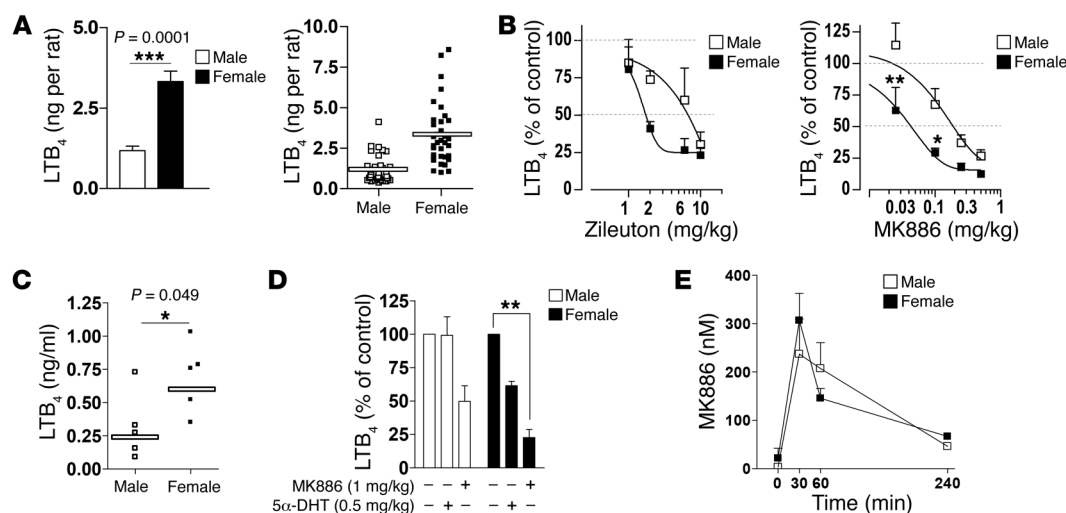 A
P = 0.0001
***
Male
Female
LTB4 (ng per rat)
5.0
2.5
0.0
LTB4 (ng per rat)
10.0
7.5
5.0
2.5
0.0
Male Female
B
LTB4 (% of control)
100
75
50
25
0
1 2 6 10
Zileuton (mg/kg)
Male
Female
LTB4 (% of control)
125
100
75
50
25
0
**
*
0.03 0.1 0.3 1
MK886 (mg/kg)
Male
Female
C
P = 0.049
*
LTB4 (ng/ml)
1.25
1.00
0.75
0.50
0.25
0.00
Male Female
D
LTB4 (% of control)
125
100
75
50
25
0
**
Male
Female
MK886 (1 mg/kg) – – + – – +
5α-DHT (0.5 mg/kg) – + – – + –
E
Male
Female
MK886 (nM)
400
300
200
100
0
0 30 60 240
Time (min)